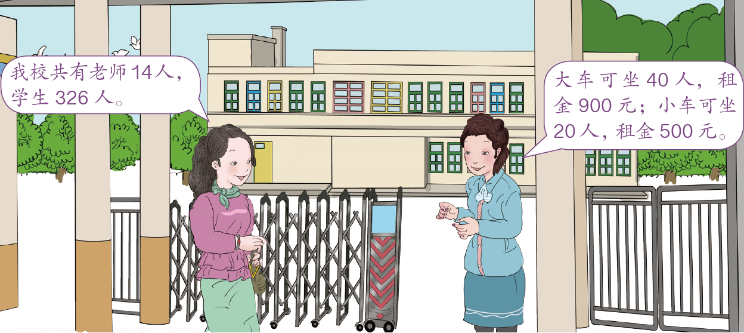 我校共有老师14人，
学生326人。
大车可坐40人，租
金900元；小车可坐
20人，租金500元。